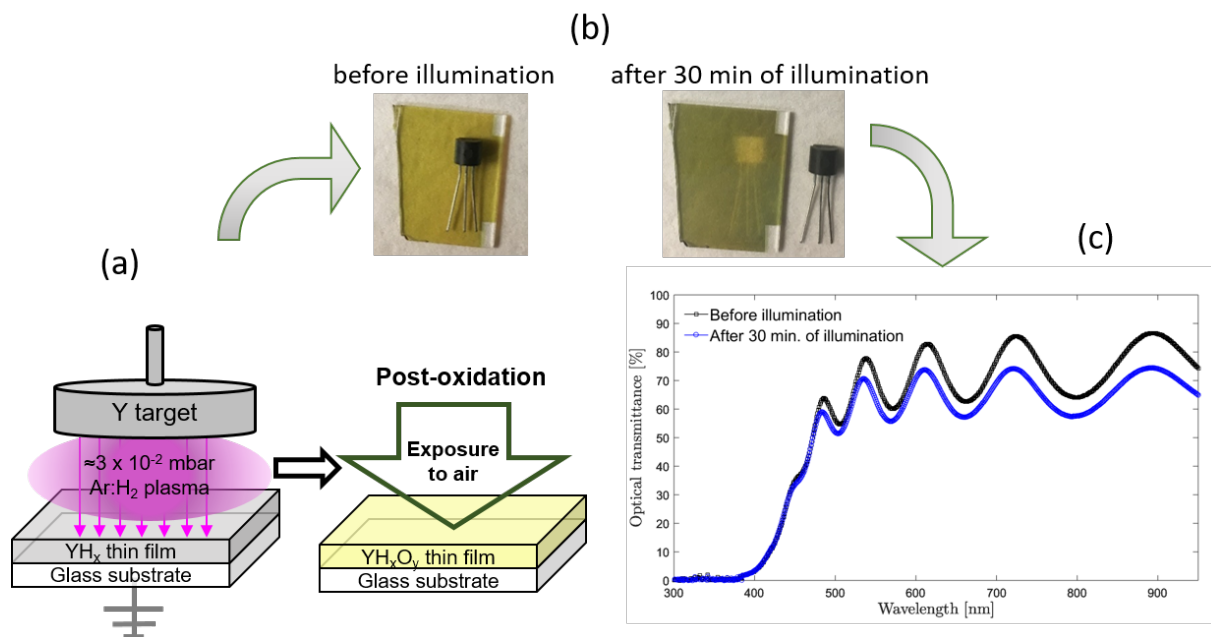 (b)
before illumination
after 30 min of illumination
(a)
Y target
≈3 x 10⁻² mbar
Ar:H₂ plasma
YHₓ thin film
Glass substrate
Post-oxidation
Exposure
to air
YHₓOᵧ thin film
Glass substrate
(c)
Before illumination
After 30 min. of illumination
Optical transmittance [%]
100
90
80
70
60
50
40
30
20
10
0
300
400
500
600
700
800
900
Wavelength [nm]